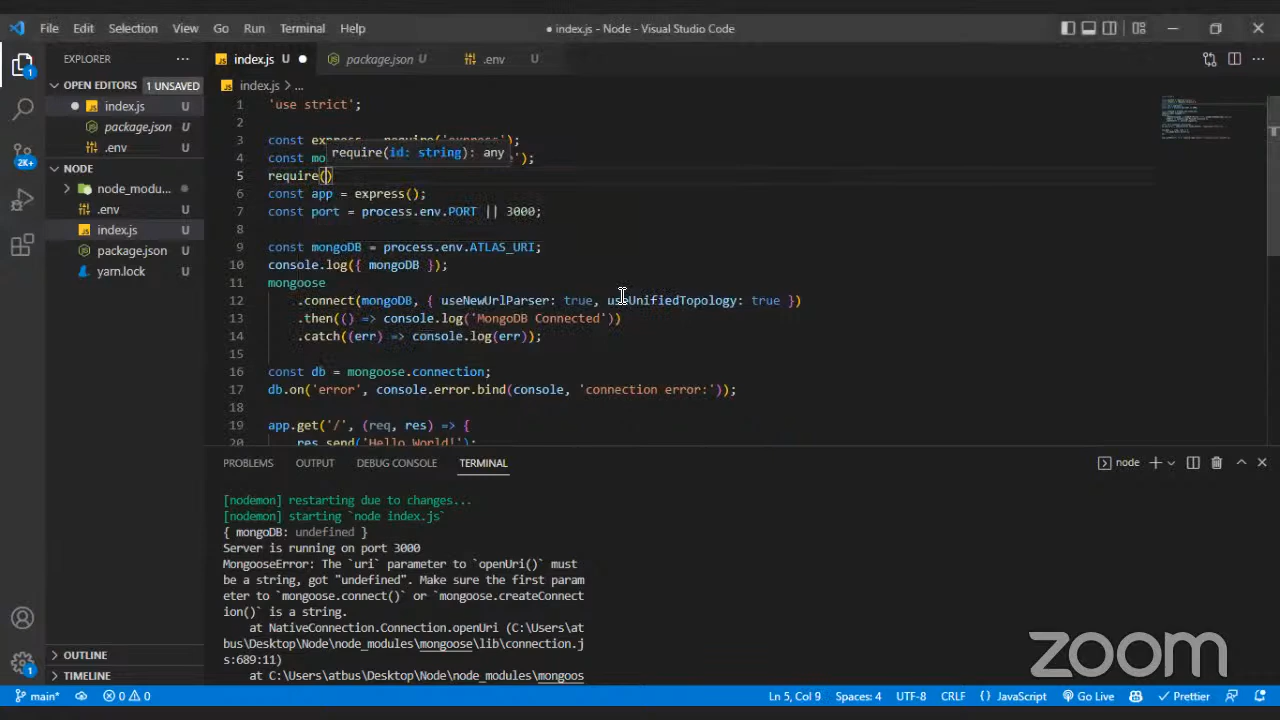 File Edit Selection View Go Run Terminal Help
index.js - Node - Visual Studio Code
EXPLORER
OPEN EDITORS 1 UNSAVED
index.js U
package.json U
.env U
NODE
node_modu...
.env U
index.js U
package.json U
yarn.lock U
OUTLINE
TIMELINE
1
2K+
1
index.js U
package.json U
.env U
index.js > ...
1 'use strict';
2
3 const express = require('express');
4 const mo
');
require(id: string): any
5 require()
6 const app = express();
7 const port = process.env.PORT || 3000;
8
9 const mongoDB = process.env.ATLAS_URI;
10 console.log({ mongoDB });
11 mongoose
12 .connect(mongoDB, { useNewUrlParser: true, useUnifiedTopology: true })
13 .then(() => console.log('MongoDB Connected'))
14 .catch((err) => console.log(err));
15
16 const db = mongoose.connection;
17 db.on('error', console.error.bind(console, 'connection error:'));
18
19 app.get('/', (req, res) => {
20 res.send('Hello World!');
PROBLEMS OUTPUT DEBUG CONSOLE TERMINAL
node
[nodemon] restarting due to changes...
[nodemon] starting `node index.js`
{ mongoDB: undefined }
Server is running on port 3000
MongooseError: The `uri` parameter to `openUri()` must
be a string, got "undefined". Make sure the first param
eter to `mongoose.connect()` or `mongoose.createConnect
ion()` is a string.
at NativeConnection.Connection.openUri (C:\Users\at
bus\Desktop\Node\node_modules\mongoose\lib\connection.j
s:689:11)
at C:\Users\atbus\Desktop\Node\node_modules\mongoos
zoom
main* 0 0
Ln 5, Col 9 Spaces: 4 UTF-8 CRLF {} JavaScript Go Live Prettier